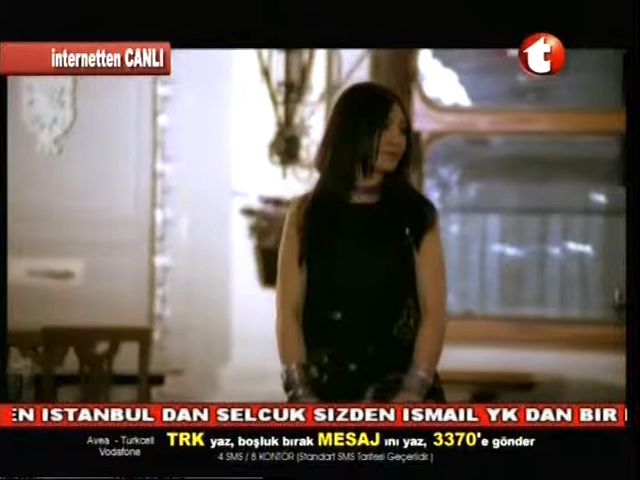 internetten CANLI
t
EN ISTANBUL DAN SELCUK SIZDEN ISMAIL YK DAN BIR
Avea - Turkcell
Vodafone
TRK yaz, boşluk bırak MESAJ ını yaz, 3370'e gönder
4 SMS / 8 KONTÖR (Standart SMS Tarifesi Geçerlidir.)